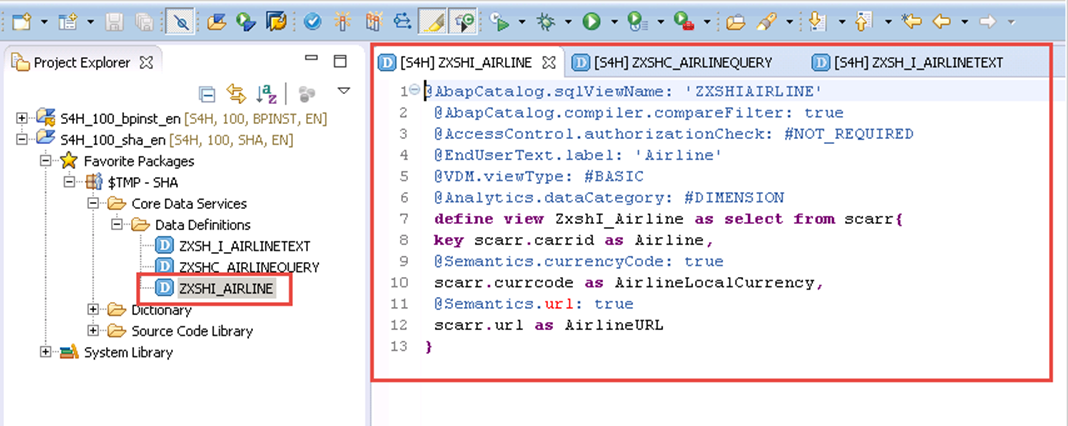 Project Explorer
S4H_100_bpinst_en [S4H, 100, BPINST, EN]
S4H_100_sha_en [S4H, 100, SHA, EN]
Favorite Packages
$TMP - SHA
Core Data Services
Data Definitions
ZXSH_I_AIRLINETEXT
ZXSHC_AIRLINEQUERY
ZXSHI_AIRLINE
Dictionary
Source Code Library
System Library
[S4H] ZXSHI_AIRLINE [S4H] ZXSHC_AIRLINEQUERY [S4H] ZXSH_I_AIRLINETEXT
1 @AbapCatalog.sqlViewName: 'ZXSHIAIRLINE'
2 @AbapCatalog.compiler.compareFilter: true
3 @AccessControl.authorizationCheck: #NOT_REQUIRED
4 @EndUserText.label: 'Airline'
5 @VDM.viewType: #BASIC
6 @Analytics.dataCategory: #DIMENSION
7 define view ZxshI_Airline as select from scarr{
8 key scarr.carrid as Airline,
9 @Semantics.currencyCode: true
10 scarr.currcode as AirlineLocalCurrency,
11 @Semantics.url: true
12 scarr.url as AirlineURL
13 }